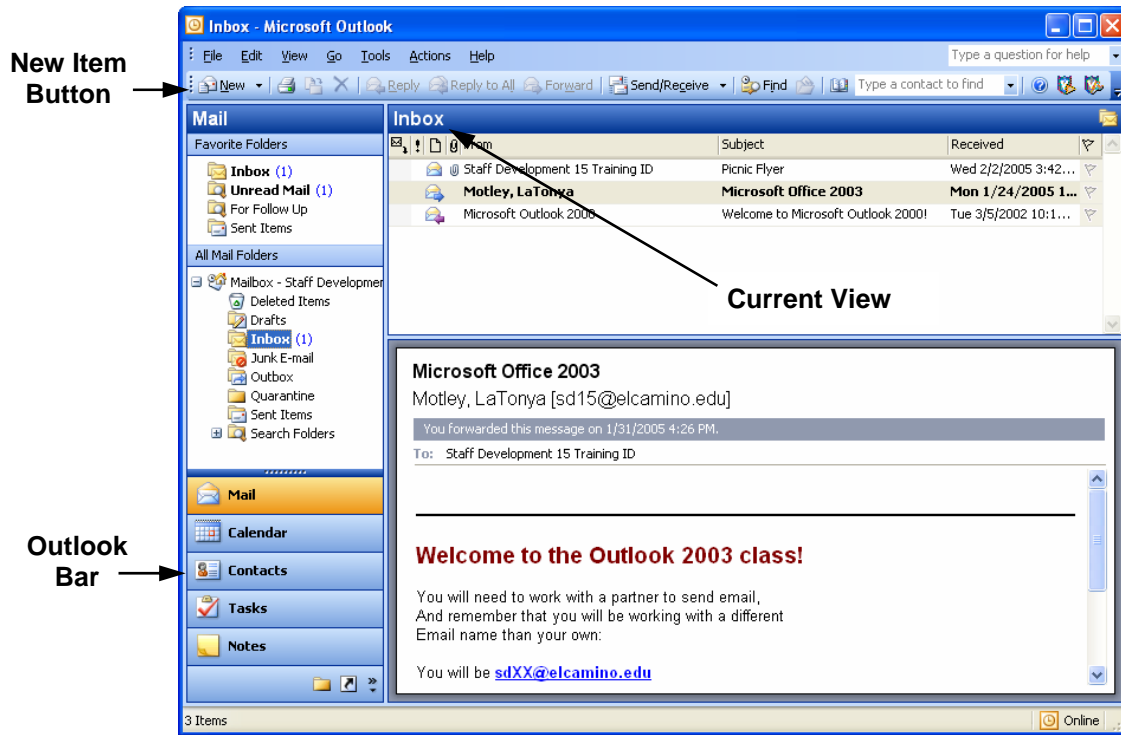 Inbox - Microsoft Outlook
File Edit View Go Tools Actions Help Type a question for help
New Item
Button
New Reply Reply to All Forward Send/Receive Find Type a contact to find
Mail
Favorite Folders
Inbox (1)
Unread Mail (1)
For Follow Up
Sent Items
All Mail Folders
Mailbox - Staff Developmer
Deleted Items
Drafts
Inbox (1)
Junk E-mail
Outbox
Quarantine
Sent Items
Search Folders
Outlook
Bar
Mail
Calendar
Contacts
Tasks
Notes
Inbox
Subject Received
Staff Development 15 Training ID Picnic Flyer Wed 2/2/2005 3:42...
Motley, LaTonya Microsoft Office 2003 Mon 1/24/2005 1...
Microsoft Outlook 2000 Welcome to Microsoft Outlook 2000! Tue 3/5/2002 10:1...
Current View
Microsoft Office 2003
Motley, LaTonya [sd15@elcamino.edu]
You forwarded this message on 1/31/2005 4:26 PM.
To: Staff Development 15 Training ID
Welcome to the Outlook 2003 class!
You will need to work with a partner to send email,
And remember that you will be working with a different
Email name than your own:
You will be sdXX@elcamino.edu
3 Items Online